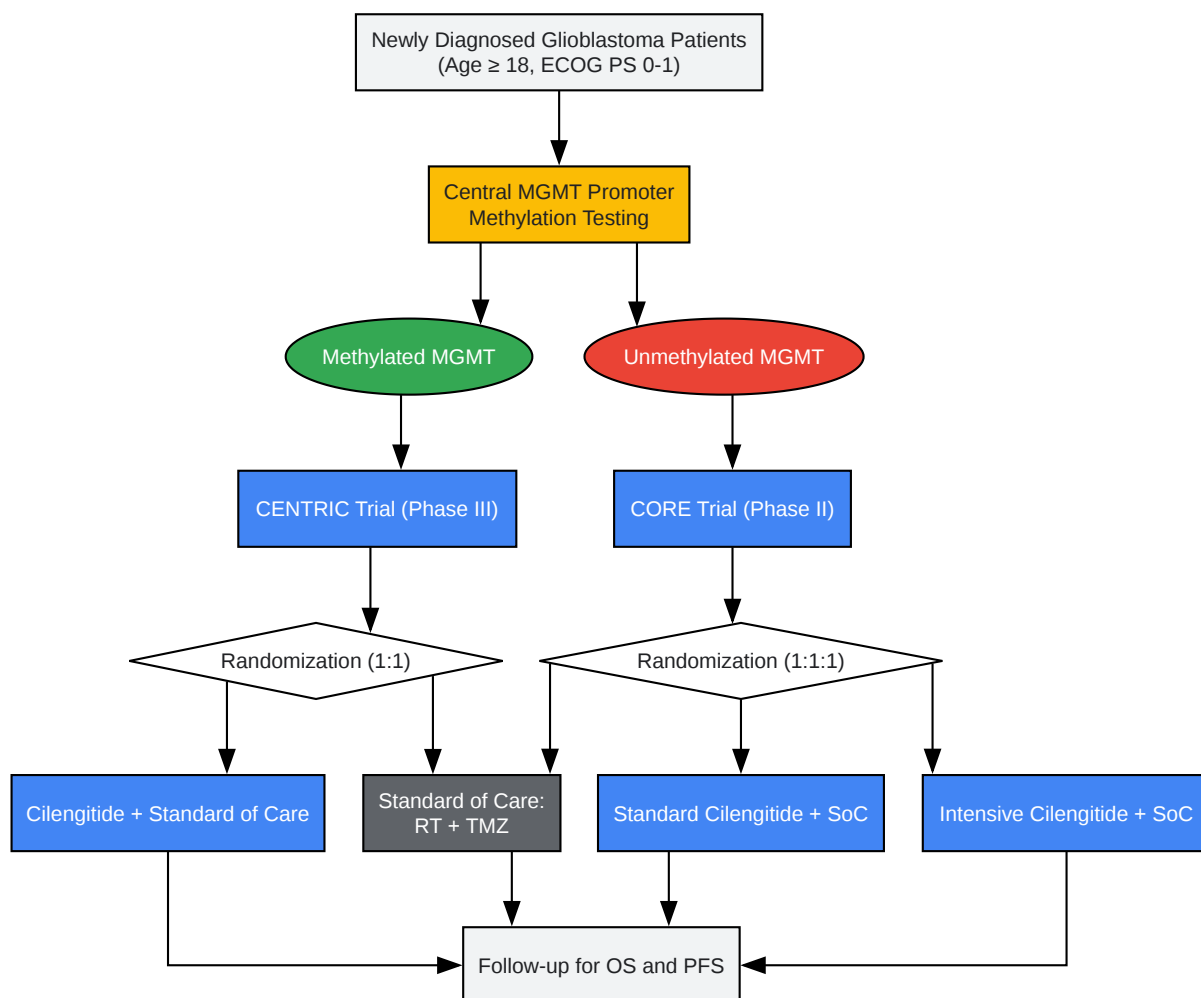 Newly Diagnosed Glioblastoma Patients
(Age ≥ 18, ECOG PS 0-1)
Central MGMT Promoter
Methylation Testing
Methylated MGMT
Unmethylated MGMT
CENTRIC Trial (Phase III)
CORE Trial (Phase II)
Randomization (1:1)
Randomization (1:1:1)
Cilengitide + Standard of Care
Standard of Care:
RT + TMZ
Standard Cilengitide + SoC
Intensive Cilengitide + SoC
Follow-up for OS and PFS